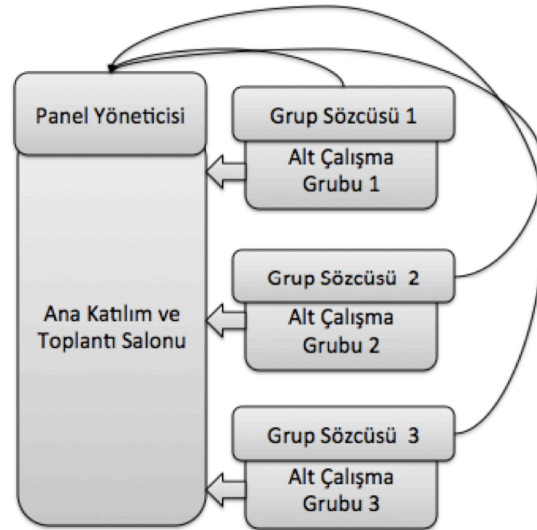 Panel Yöneticisi
Ana Katılım ve
Toplantı Salonu
Grup Sözcüsü 1
Alt Çalışma
Grubu 1
Grup Sözcüsü 2
Alt Çalışma
Grubu 2
Grup Sözcüsü 3
Alt Çalışma
Grubu 3